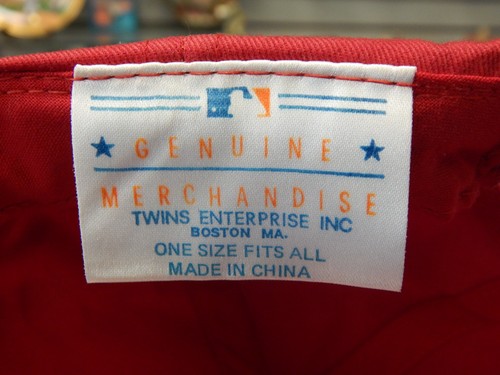 GENUINE
MERCHANDISE
TWINS ENTERPRISE INC
BOSTON MA.
ONE SIZE FITS ALL
MADE IN CHINA